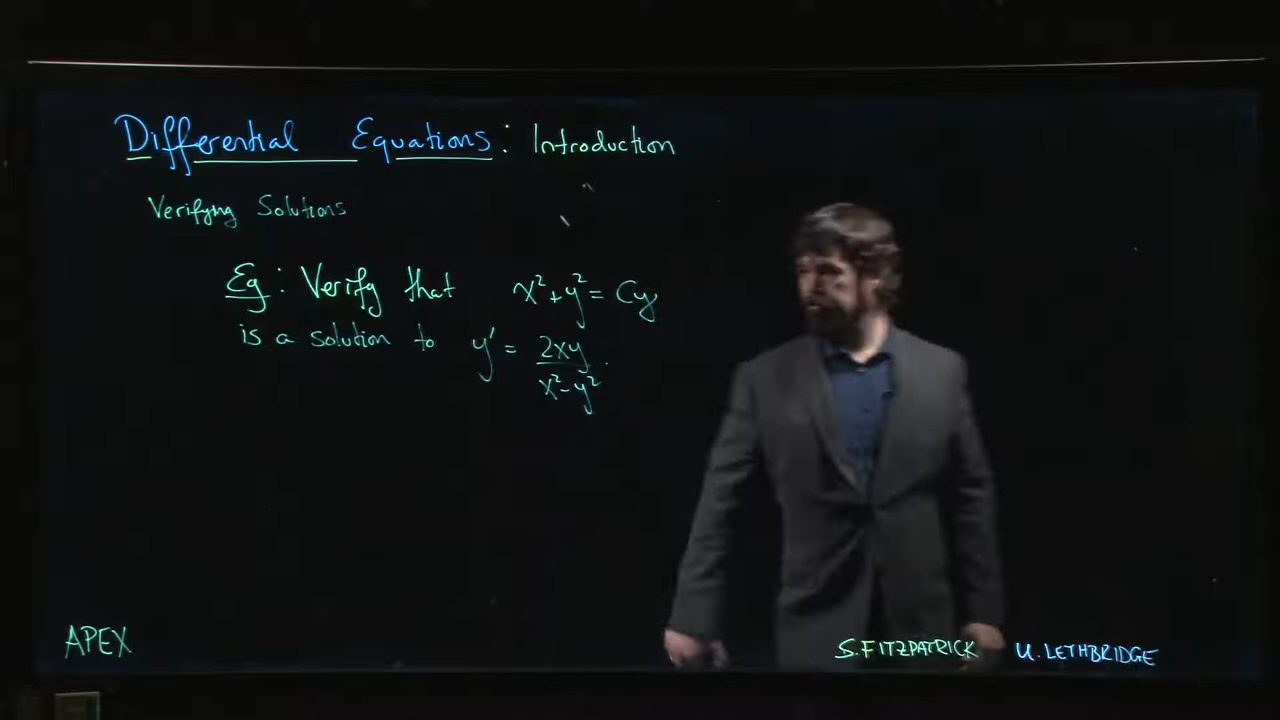 Differential Equations: Introduction
Verifying Solutions
Eg: Verify that x² + y² = Cy
is a solution to y' = 2xy / x² - y².
APEX
S. FITZPATRICK U. LETHBRIDGE